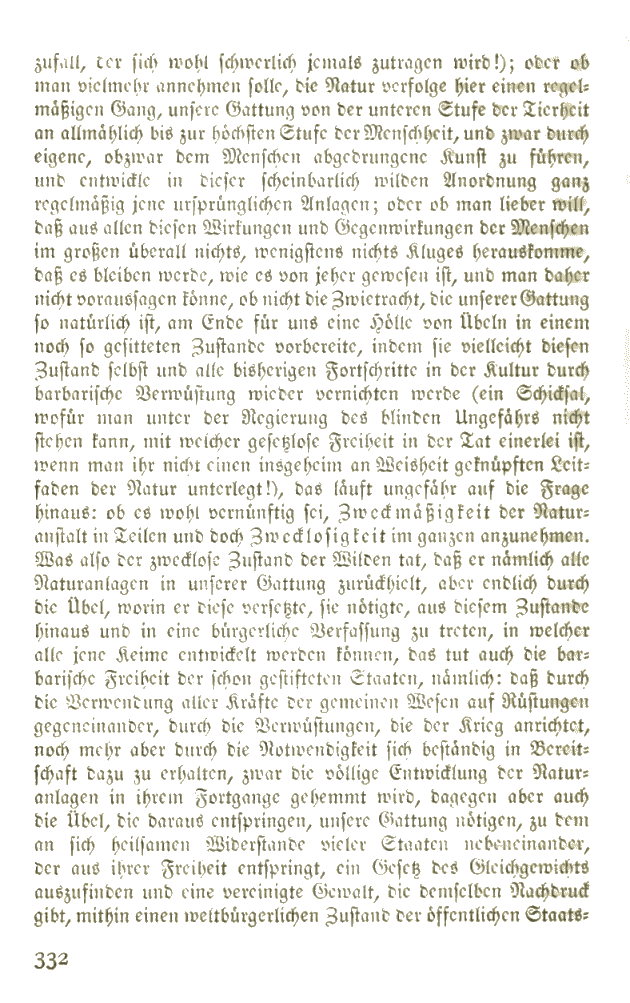 zufall, der sich wohl schwerlich jemals zutragen wird!); oder ob
man vielmehr annehmen solle, die Natur verfolge hier einen regel-
mäßigen Gang, unsere Gattung von der unteren Stufe der Tierheit
an allmählich bis zur höchsten Stufe der Menschheit, und zwar durch
eigene, obzwar dem Menschen abgedrungene Kunst zu führen,
und entwickle in dieser scheinbarlich wilden Anordnung ganz
regelmäßig jene ursprünglichen Anlagen; oder ob man lieber will,
daß aus allen diesen Wirkungen und Gegenwirkungen der Menschen
im großen überall nichts, wenigstens nichts Kluges herauskomme,
daß es bleiben werde, wie es von jeher gewesen ist, und man daher
nicht voraussagen könne, ob nicht die Zwietracht, die unserer Gattung
so natürlich ist, am Ende für uns eine Hölle von Übeln in einem
noch so gesitteten Zustande vorbereite, indem sie vielleicht diesen
Zustand selbst und alle bisherigen Fortschritte in der Kultur durch
barbarische Verwüstung wieder vernichten werde (ein Schicksal,
wofür man unter der Regierung des blinden Ungefährs nicht
stehen kann, mit welcher gesetzlose Freiheit in der Tat einerlei ist,
wenn man ihr nicht einen insgeheim an Weisheit geknüpften Leit-
faden der Natur unterlegt!), das läuft ungefähr auf die Frage
hinaus: ob es wohl vernünftig sei, Zweckmäßigkeit der Natur-
anstalt in Teilen und doch Zwecklosigkeit im ganzen anzunehmen.
Was also der zwecklose Zustand der Wilden tat, daß er nämlich alle
Naturanlagen in unserer Gattung zurückhielt, aber endlich durch
die Übel, worin er diese versetzte, sie nötigte, aus diesem Zustande
hinaus und in eine bürgerliche Verfassung zu treten, in welcher
alle jene Keime entwickelt werden können, das tut auch die bar-
barische Freiheit der schon gestifteten Staaten, nämlich: daß durch
die Verwendung aller Kräfte der gemeinen Wesen auf Rüstungen
gegeneinander, durch die Verwüstungen, die der Krieg anrichtet,
noch mehr aber durch die Notwendigkeit sich beständig in Bereit-
schaft dazu zu erhalten, zwar die völlige Entwicklung der Natur-
anlagen in ihrem Fortgange gehemmt wird, dagegen aber auch
die Übel, die daraus entspringen, unsere Gattung nötigen, zu dem
an sich heilsamen Widerstande vieler Staaten nebeneinander,
der aus ihrer Freiheit entspringt, ein Gesetz des Gleichgewichts
auszufinden und eine vereinigte Gewalt, die demselben Nachdruck
gibt, mithin einen weltbürgerlichen Zustand der öffentlichen Staats-
332